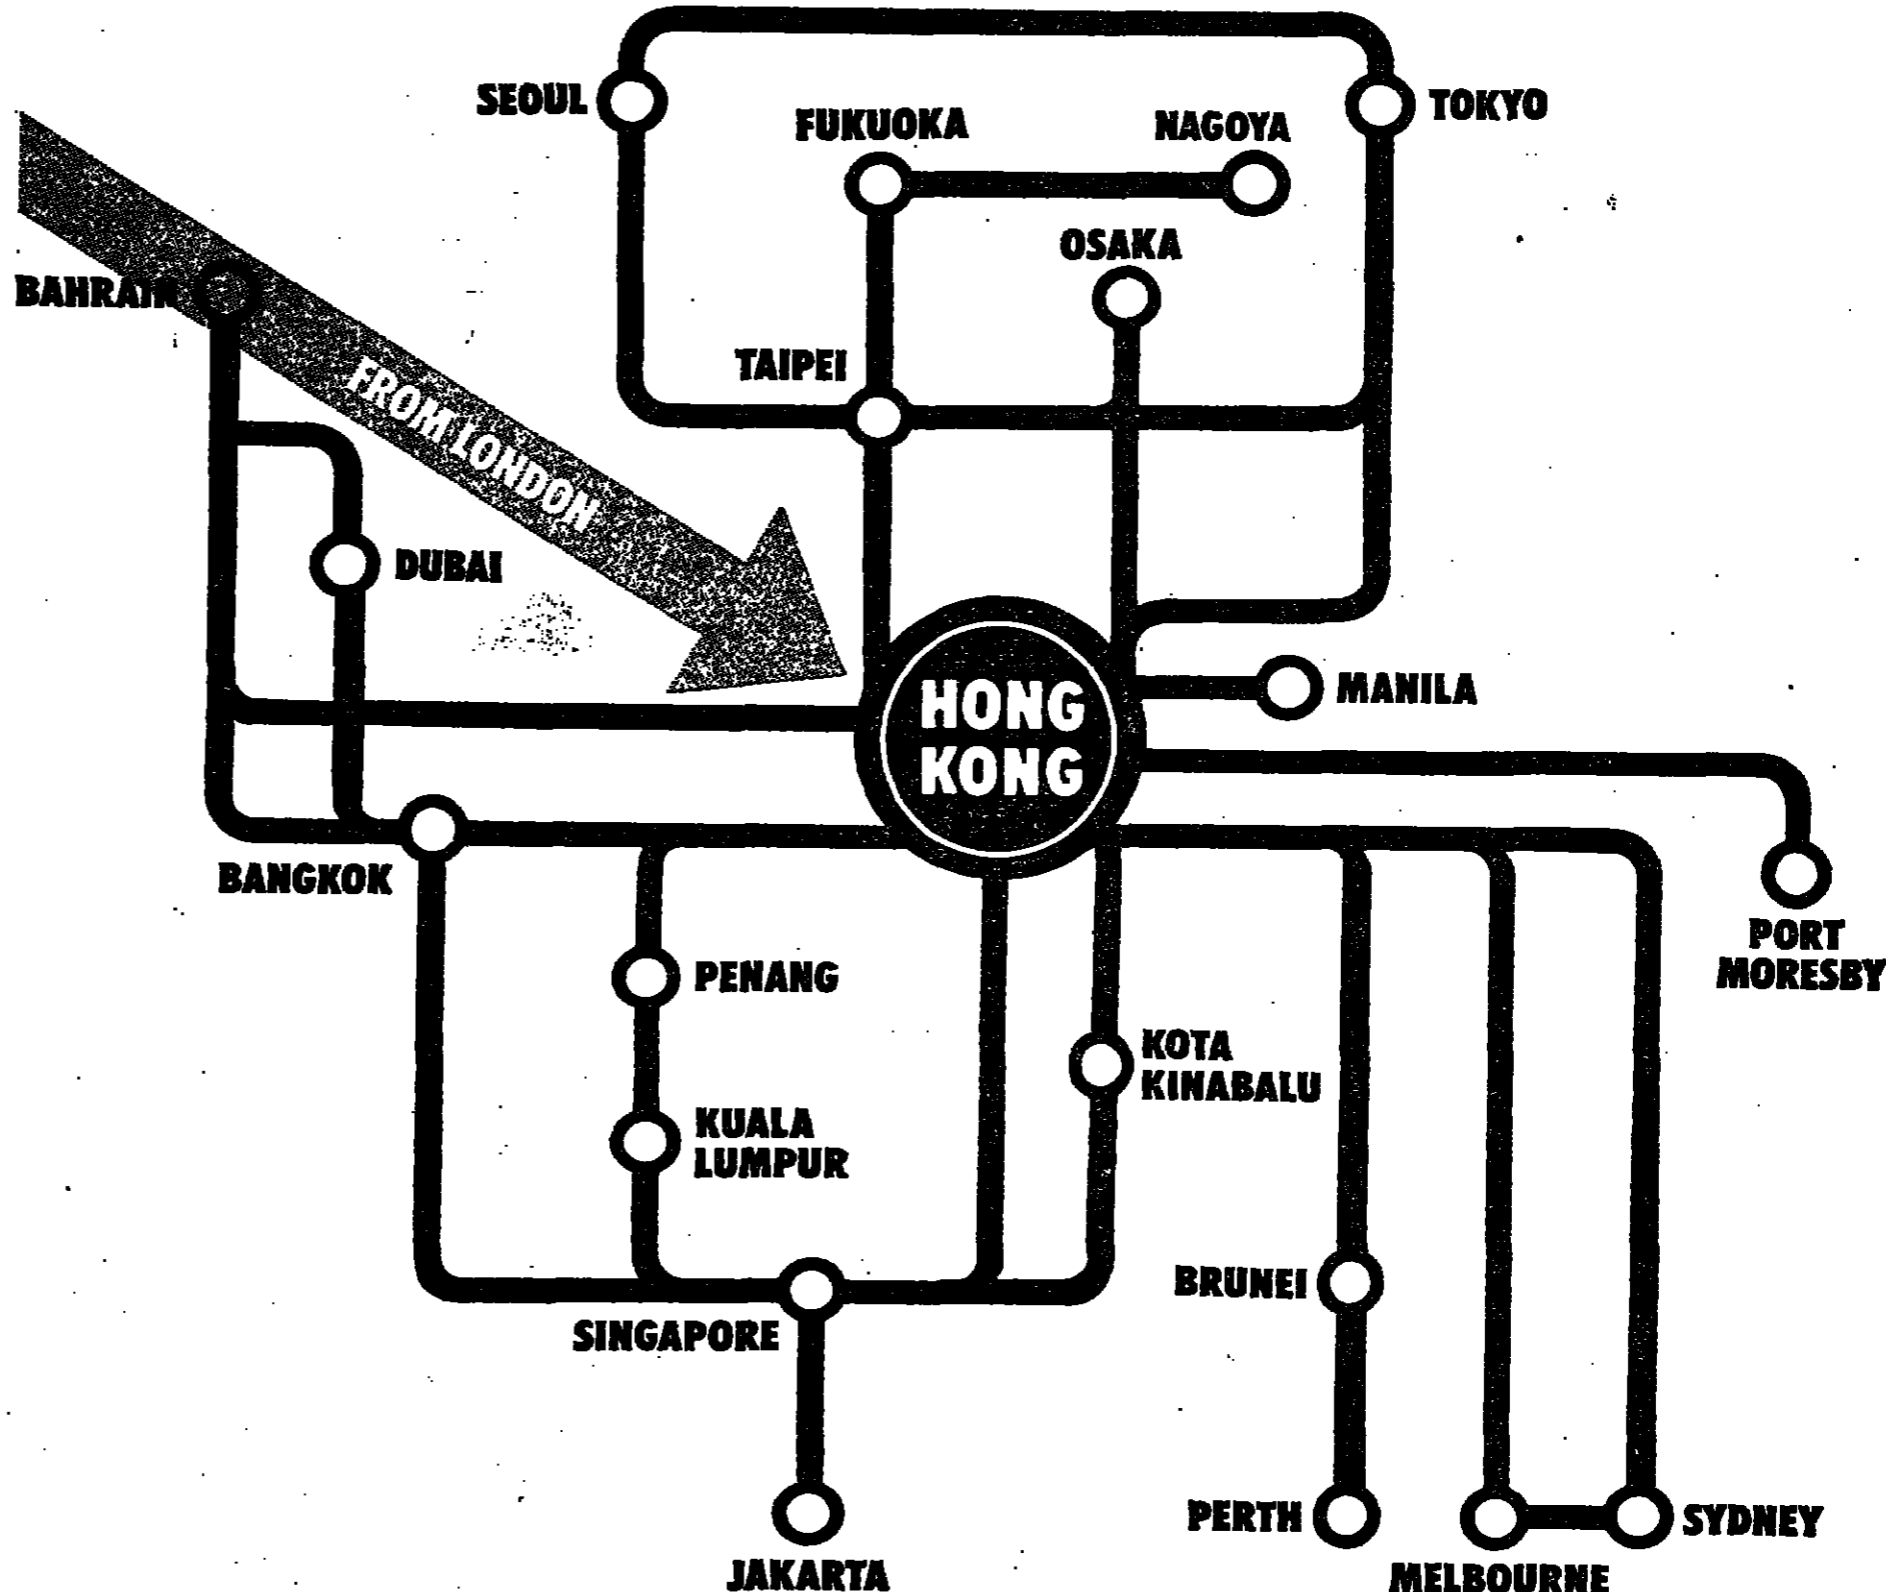 SEOUL
TOKYO
FUKUOKA
NAGOYA
OSAKA
BAHRAIN
TAIPEI
FROM LONDON
DUBAI
HONG
KONG
MANILA
BANGKOK
PORT
MORESBY
PENANG
KOTA
KINABALU
KUALA
LUMPUR
BRUNEI
SINGAPORE
PERTH
SYDNEY
JAKARTA
MELBOURNE